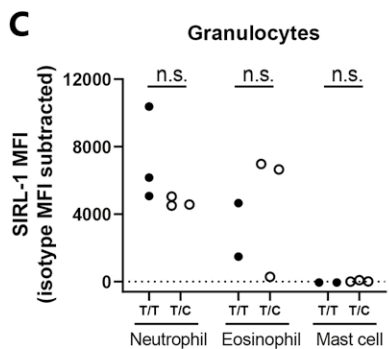 C
Granulocytes
n.s. n.s. n.s.
SIRL-1 MFI
(isotype MFI subtracted)
12000
8000
4000
0
T/T T/C T/T T/C T/T T/C
Neutrophil Eosinophil Mast cell